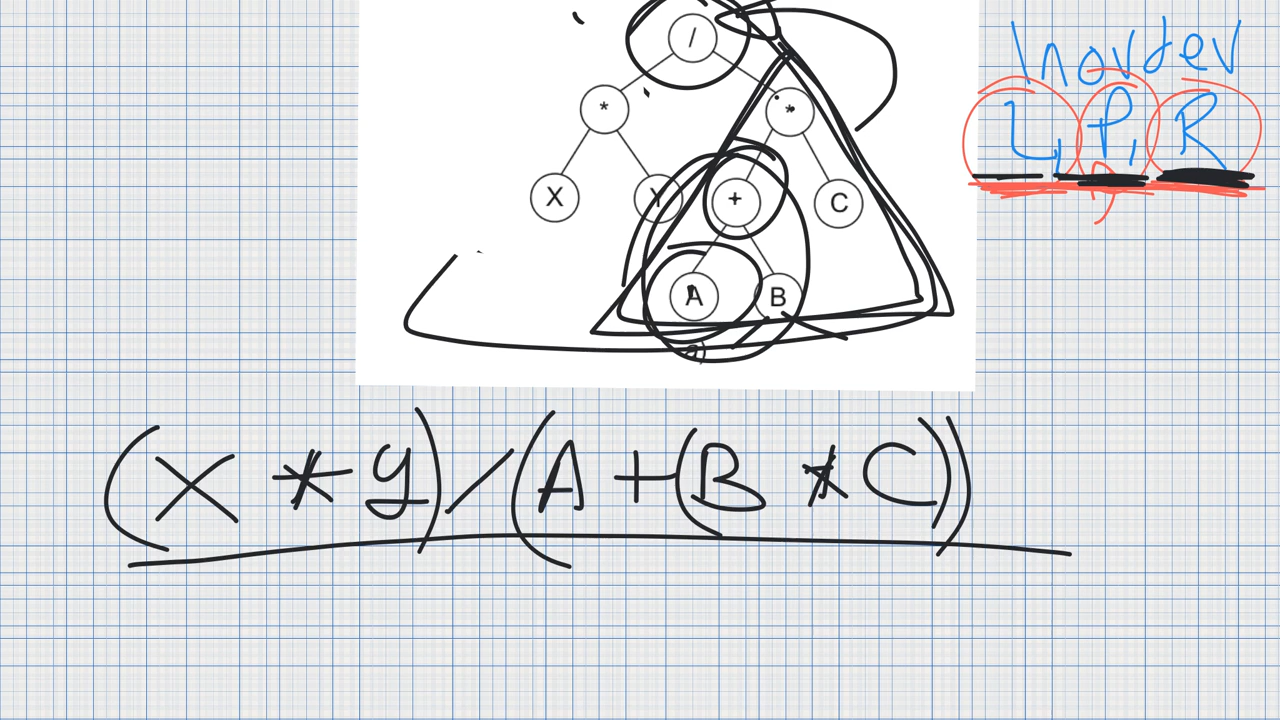 /
* *
X Y + C
A B
a)
Inorder
L, P, R
(X * y) / (A + (B * C))